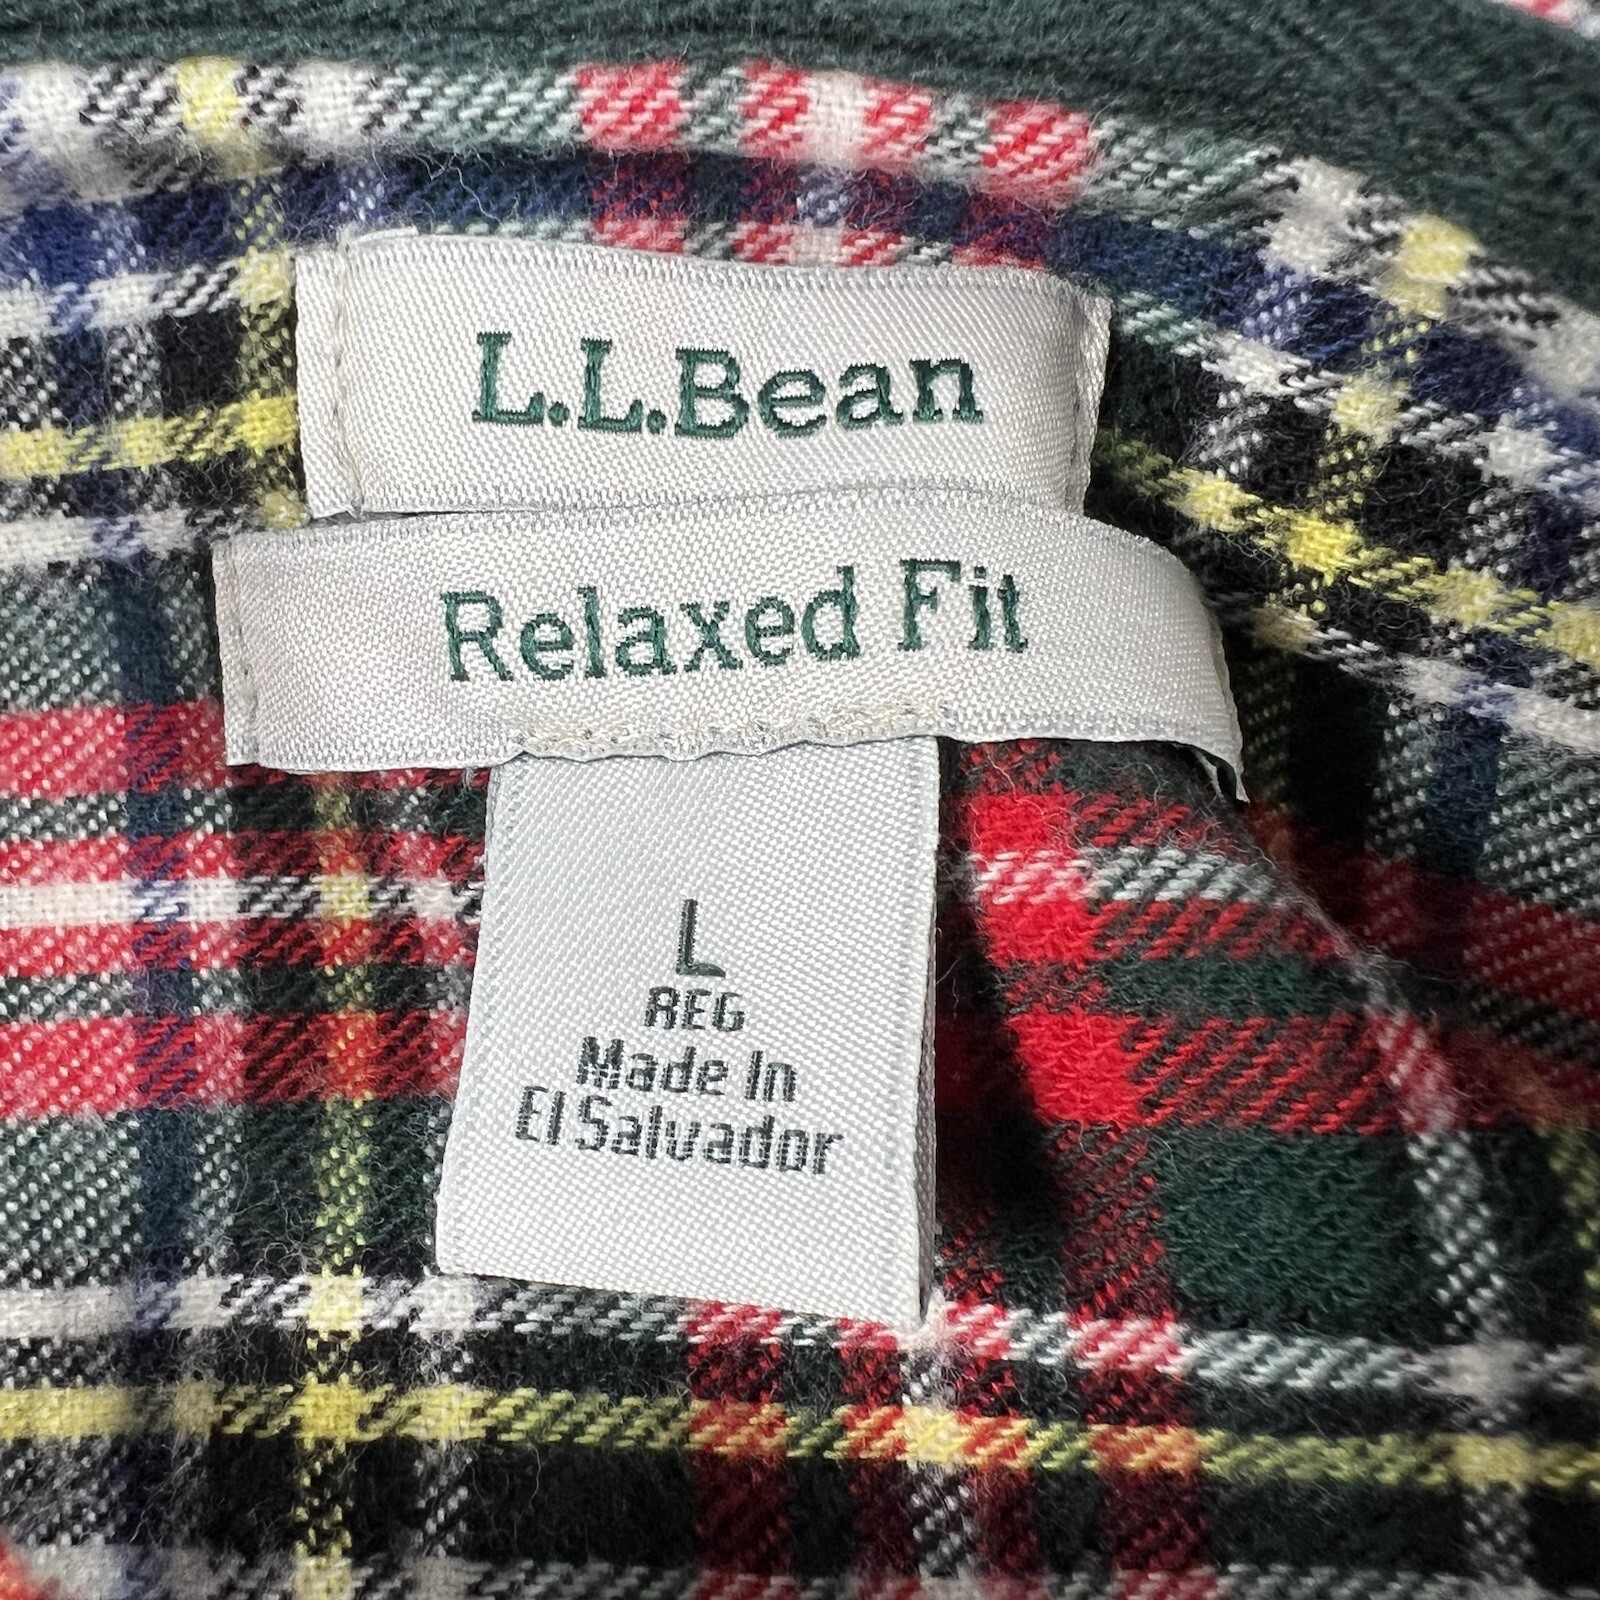 L.L.Bean
Relaxed Fit
L
REG
Made In
El Salvador